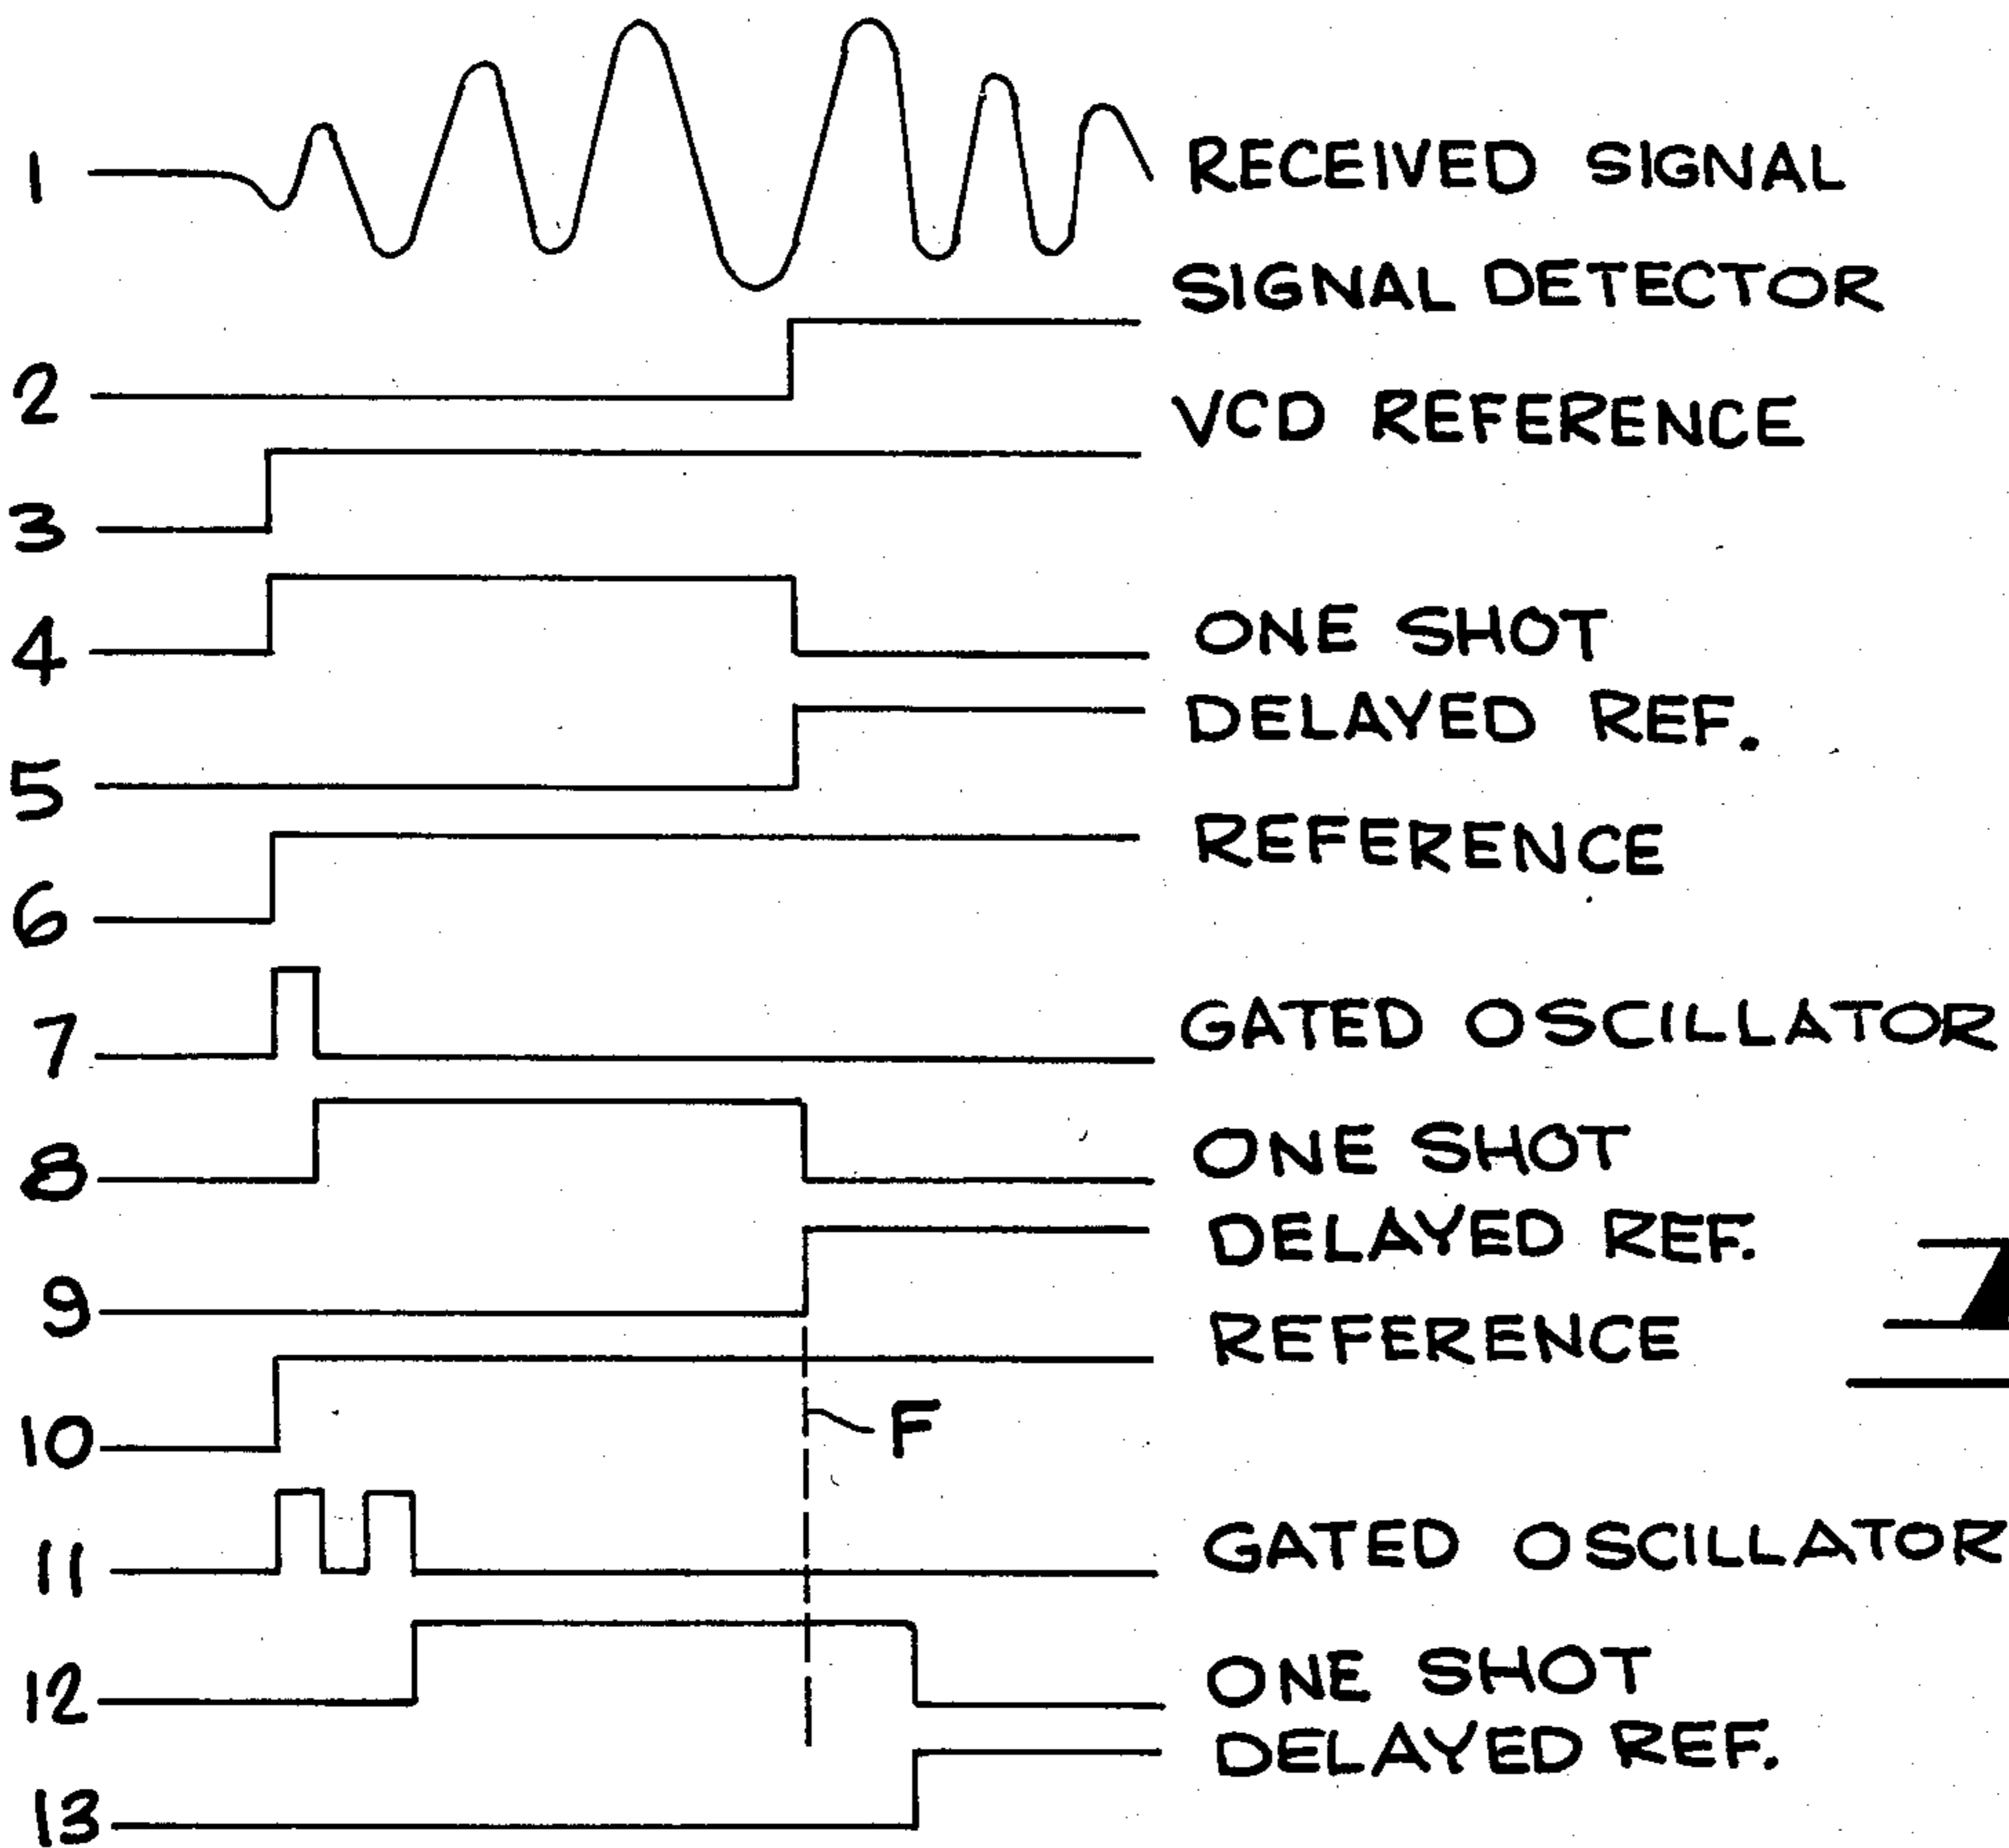 1 RECEIVED SIGNAL
SIGNAL DETECTOR
2
VCD REFERENCE
3
4 ONE SHOT
DELAYED REF.
5
REFERENCE
6
7 GATED OSCILLATOR
8 ONE SHOT
DELAYED REF.
9
REFERENCE
10 F
11 GATED OSCILLATOR
12 ONE SHOT
DELAYED REF.
13